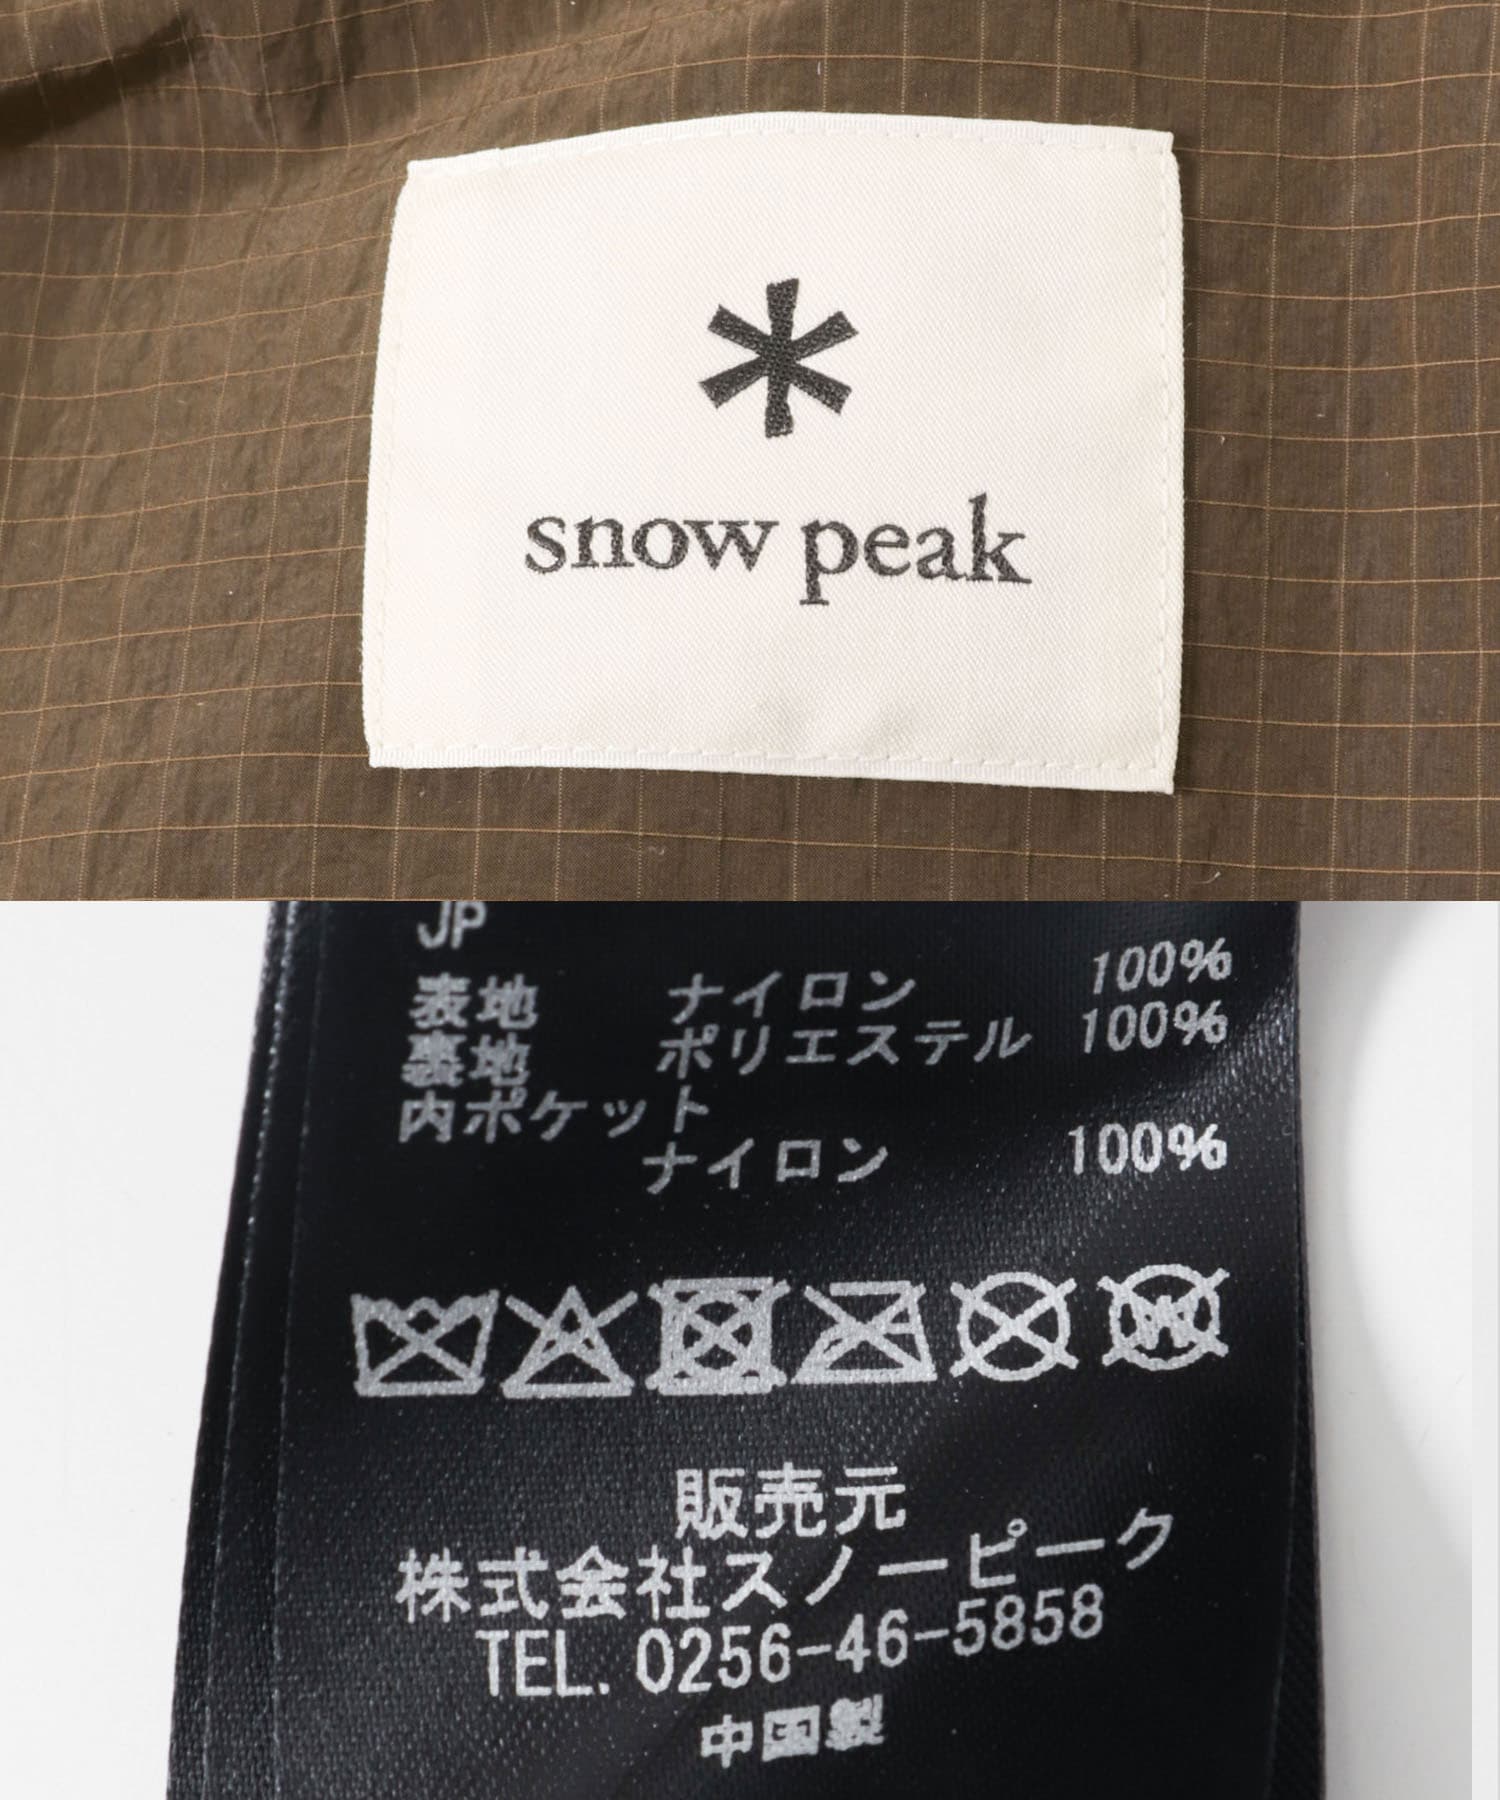 snow peak
JP
表地 ナイロン 100%
裏地 ポリエステル 100%
内ポケット
ナイロン 100%
販売元
株式会社スノーピーク
TEL. 0256-46-5858
中国製